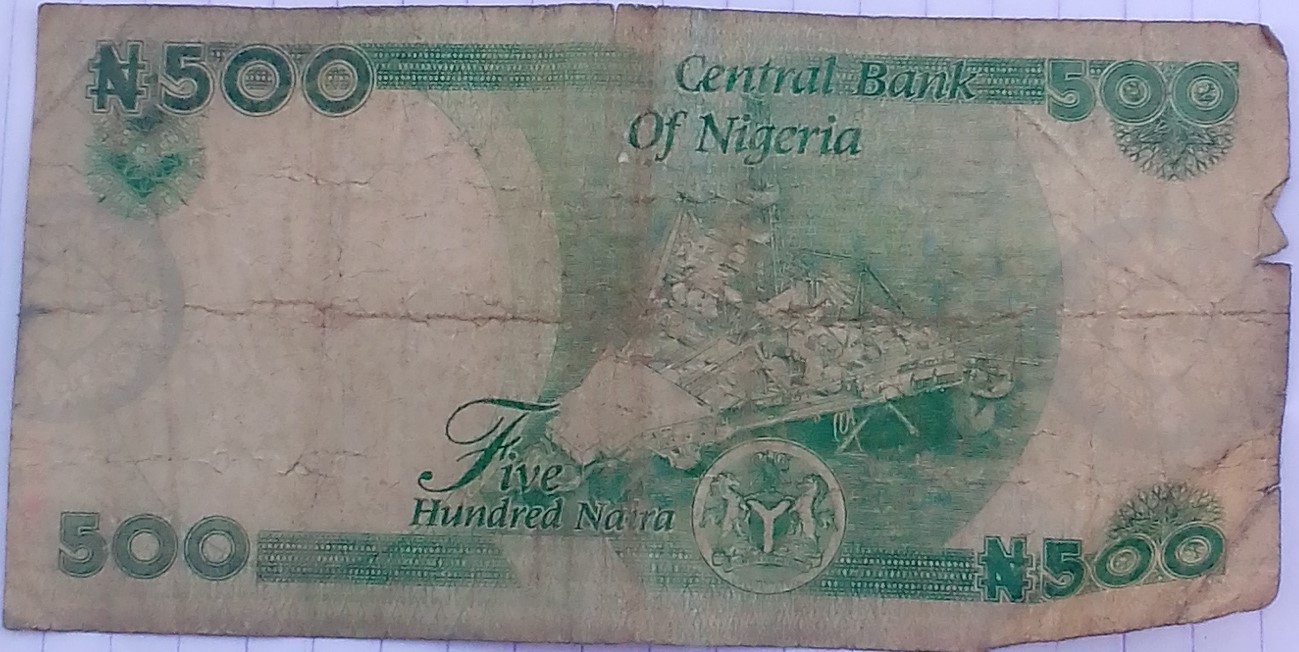 ₦500
Central Bank
Of Nigeria
500
Five
Hundred Naira
500
₦500